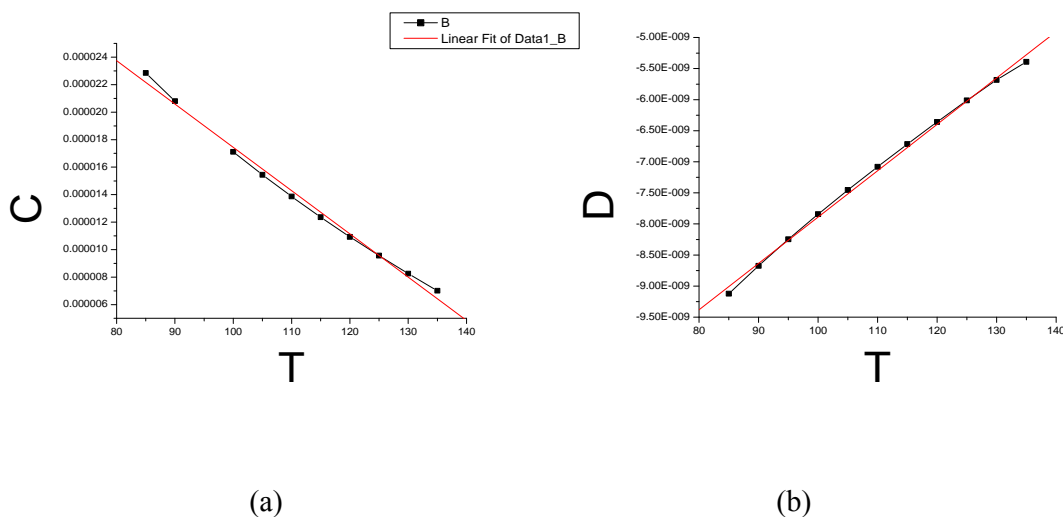 B
Linear Fit of Data1_B
0.000024
0.000022
0.000020
0.000018
0.000016
0.000014
0.000012
0.000010
0.000008
0.000006
C
80 90 100 110 120 130 140
T
-5.00E-009
-5.50E-009
-6.00E-009
-6.50E-009
-7.00E-009
-7.50E-009
-8.00E-009
-8.50E-009
-9.00E-009
-9.50E-009
D
80 90 100 110 120 130 140
T
(a) (b)